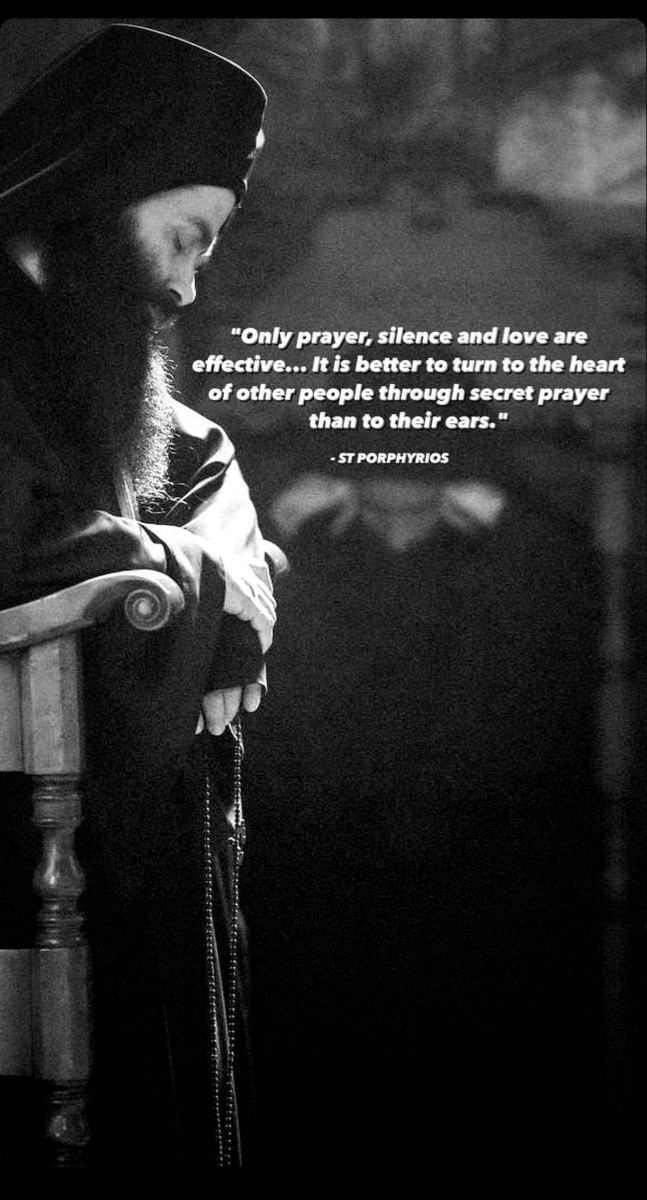 "Only prayer, silence and love are
effective... It is better to turn to the heart
of other people through secret prayer
than to their ears."
- ST PORPHYRIOS